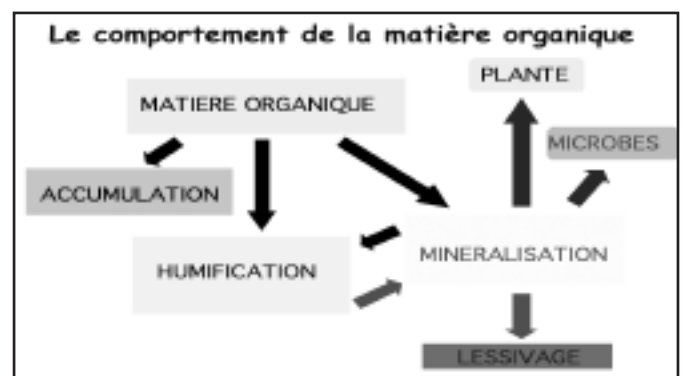 Le comportement de la matière organique
PLANTE
MATIERE ORGANIQUE
MICROBES
ACCUMULATION
MINERALISATION
HUMIFICATION
LESSIVAGE